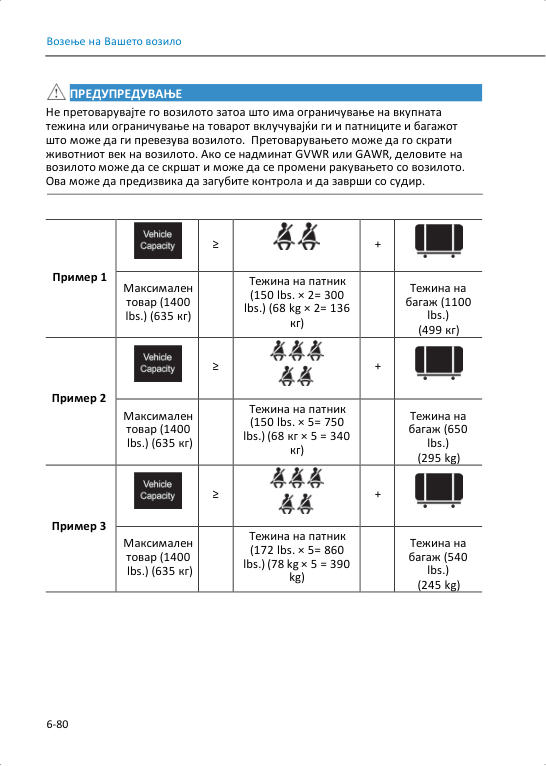 Возење на Вашето возило
ПРЕДУПРЕДУВАЊЕ
Не претоварувајте го возилото затоа што има ограничување на вкупната
тежина или ограничување на товарот вклучувајќи ги и патниците и багажот
што може да ги превезува возилото. Претоварувањето може да го скрати
животниот век на возилото. Ако се надминат GVWR или GAWR, деловите на
возилото може да се скршат и може да се промени ракувањето со возилото.
Ова може да предизвика да загубите контрола и да заврши со судир.
Пример 1
Vehicle
Capacity
≥
+
Максимален
товар (1400
lbs.) (635 кг)
Тежина на патник
(150 lbs. × 2= 300
lbs.) (68 kg × 2= 136
кг)
Тежина на
багаж (1100
lbs.)
(499 кг)
Пример 2
Vehicle
Capacity
≥
+
Максимален
товар (1400
lbs.) (635 кг)
Тежина на патник
(150 lbs. × 5= 750
lbs.) (68 кг × 5 = 340
кг)
Тежина на
багаж (650
lbs.)
(295 kg)
Пример 3
Vehicle
Capacity
≥
+
Максимален
товар (1400
lbs.) (635 кг)
Тежина на патник
(172 lbs. × 5= 860
lbs.) (78 kg × 5 = 390
kg)
Тежина на
багаж (540
lbs.)
(245 kg)
6-80